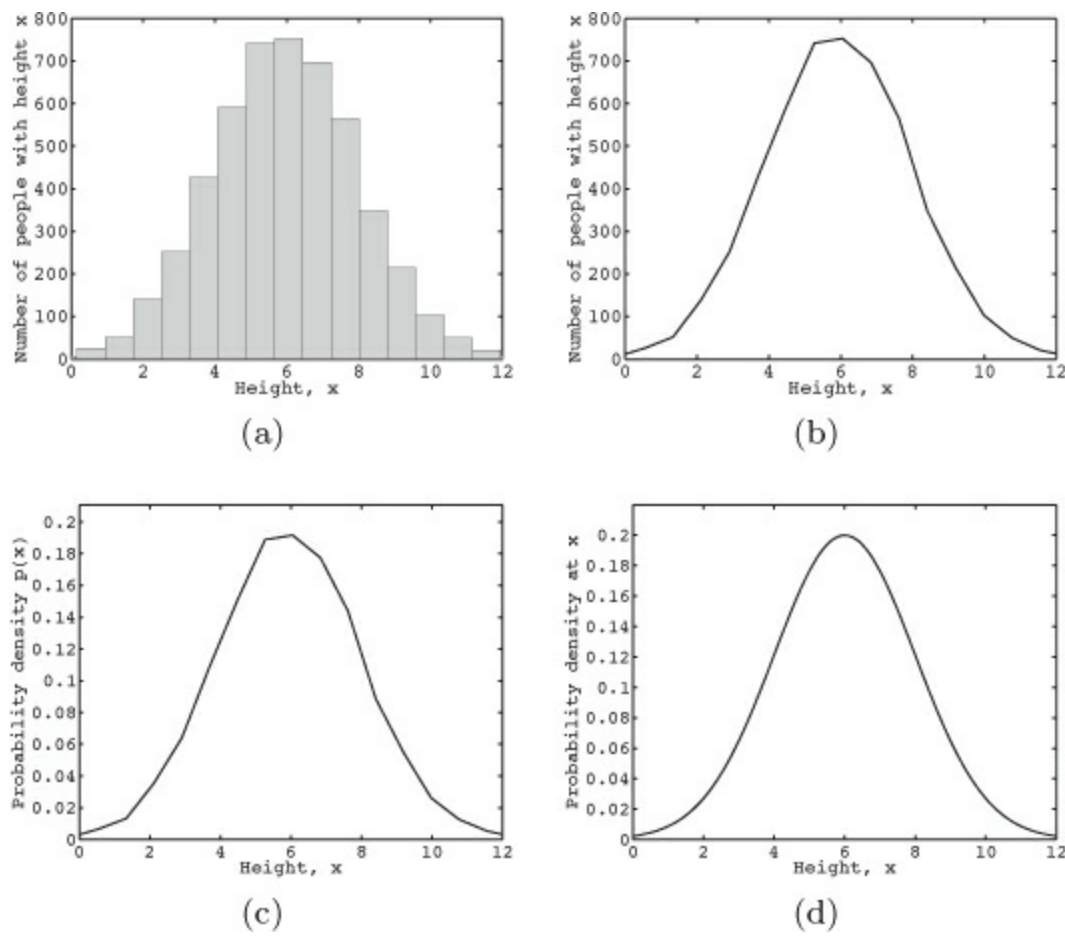 Number of people with height x
800
700
600
500
400
300
200
100
0
0 2 4 6 8 10 12
Height, x
(a)
Number of people with height x
800
700
600
500
400
300
200
100
0
0 2 4 6 8 10 12
Height, x
(b)
Probability density p(x)
0.2
0.18
0.16
0.14
0.12
0.1
0.08
0.06
0.04
0.02
0
0 2 4 6 8 10 12
Height, x
(c)
Probability density at x
0.2
0.18
0.16
0.14
0.12
0.1
0.08
0.06
0.04
0.02
0
0 2 4 6 8 10 12
Height, x
(d)